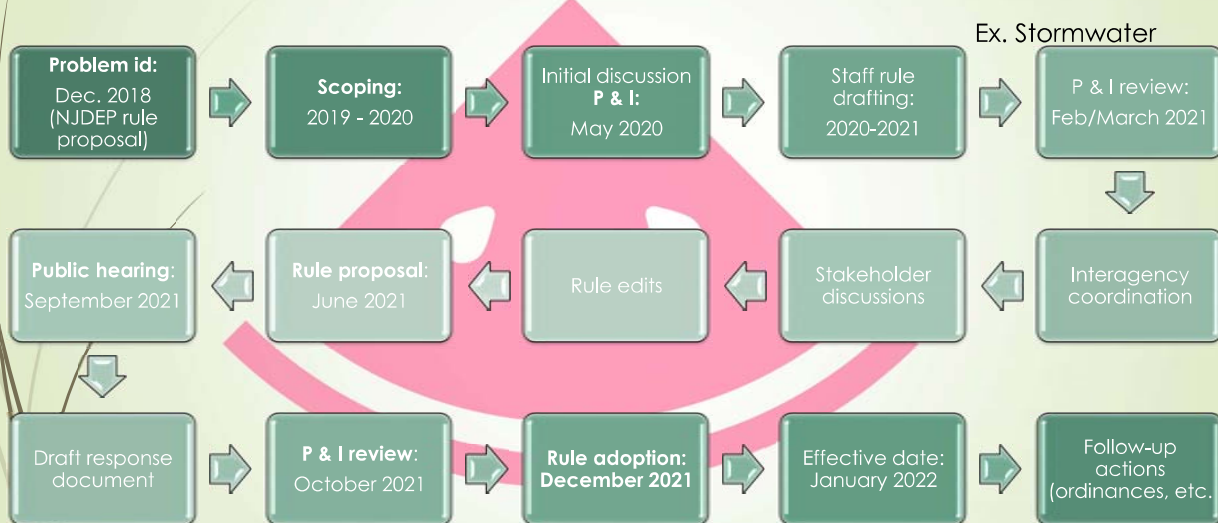 Ex. Stormwater
Problem id:
Dec. 2018
(NJDEP rule
proposal)
Scoping:
2019 - 2020
Initial discussion
P & I:
May 2020
Staff rule
drafting:
2020-2021
P & I review:
Feb/March 2021
Interagency
coordination
Stakeholder
discussions
Rule edits
Rule proposal:
June 2021
Public hearing:
September 2021
Draft response
document
P & I review:
October 2021
Rule adoption:
December 2021
Effective date:
January 2022
Follow-up
actions
(ordinances, etc.